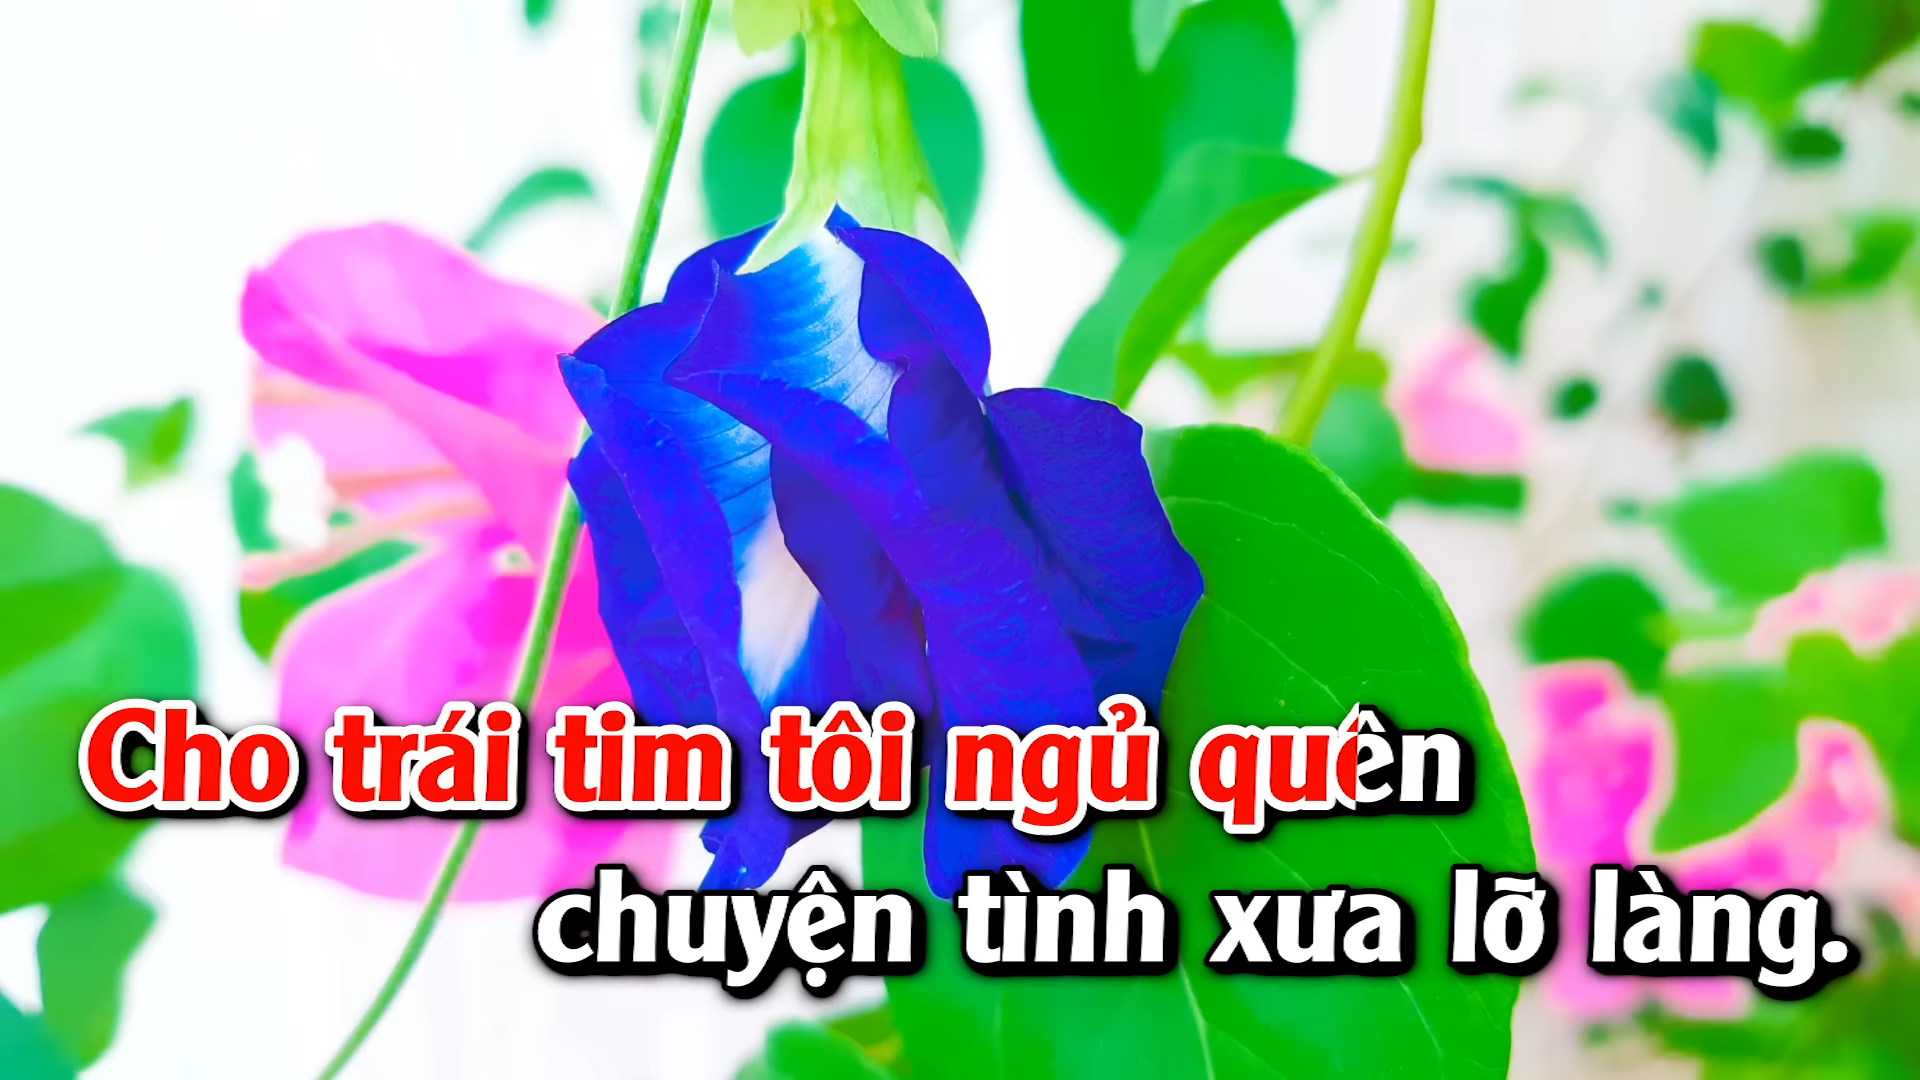 Cho trái tim tôi ngủ quên
chuyện tình xưa lỡ làng.